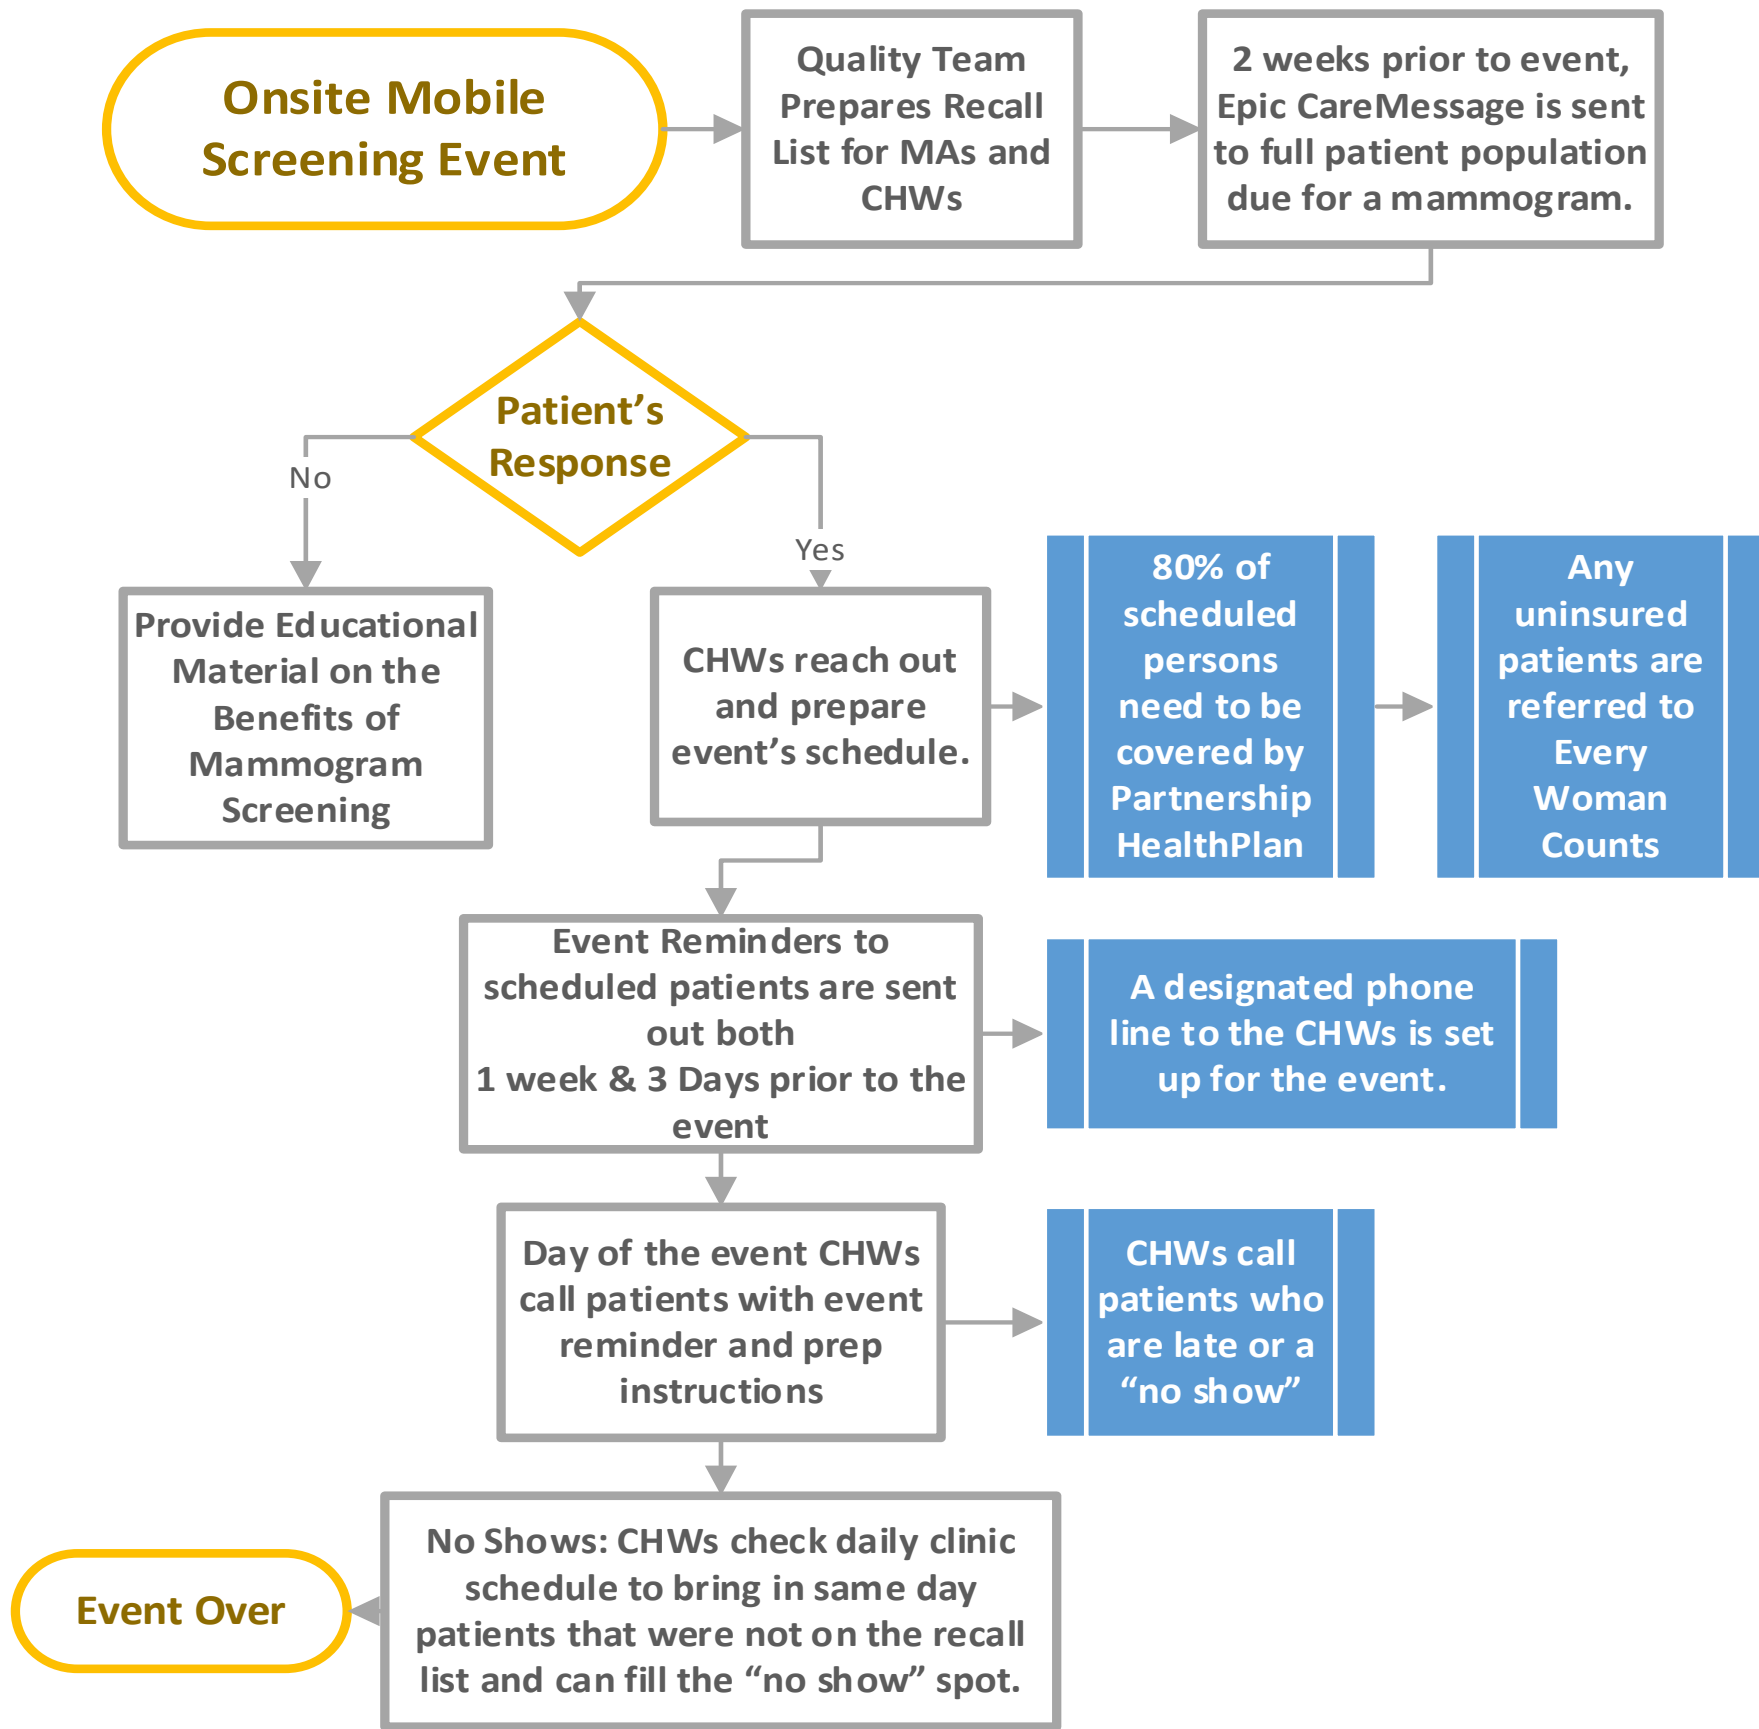 Onsite Mobile
Screening Event
Quality Team
Prepares Recall
List for MAs and
CHWs
2 weeks prior to event,
Epic CareMessage is sent
to full patient population
due for a mammogram.
Patient’s
Response
No
Yes
Provide Educational
Material on the
Benefits of
Mammogram
Screening
CHWs reach out
and prepare
event’s schedule.
80% of
scheduled
persons
need to be
covered by
Partnership
HealthPlan
Any
uninsured
patients are
referred to
Every
Woman
Counts
Event Reminders to
scheduled patients are sent
out both
1 week & 3 Days prior to the
event
A designated phone
line to the CHWs is set
up for the event.
Day of the event CHWs
call patients with event
reminder and prep
instructions
CHWs call
patients who
are late or a
“no show”
No Shows: CHWs check daily clinic
schedule to bring in same day
patients that were not on the recall
list and can fill the “no show” spot.
Event Over